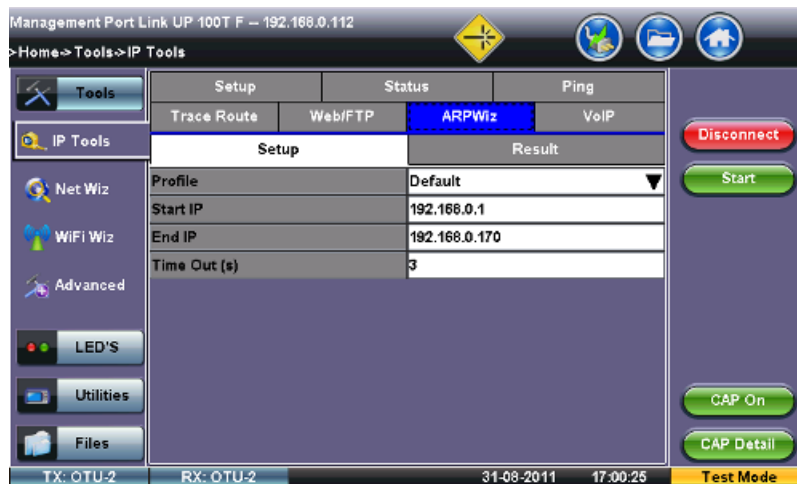 Management Port Link UP 100T F -- 192.168.0.112
>Home->Tools->IP Tools
Tools
IP Tools
Net Wiz
WiFi Wiz
Advanced
LED'S
Utilities
Files
Setup Status Ping
Trace Route Web/FTP ARPWiz VoIP
Setup Result
Profile Default
Start IP 192.168.0.1
End IP 192.168.0.170
Time Out (s) 3
Disconnect
Start
CAP On
CAP Detail
TX: OTU-2 RX: OTU-2 31-08-2011 17:00:25 Test Mode